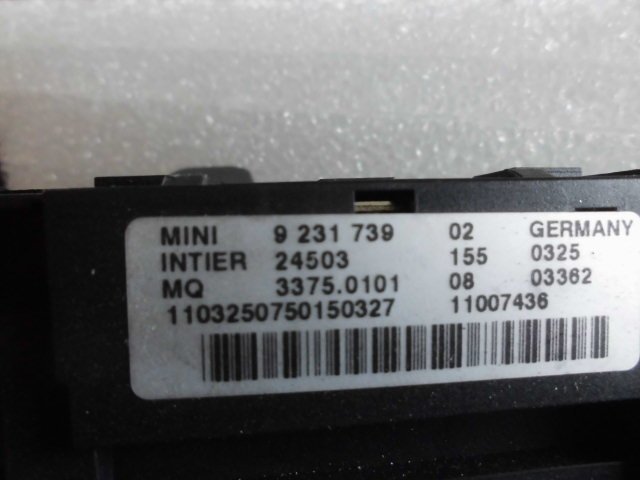 MINI 9 231 739 02 GERMANY
INTIER 24503 155 0325
MQ 3375.0101 08 03362
1103250750150327 11007436